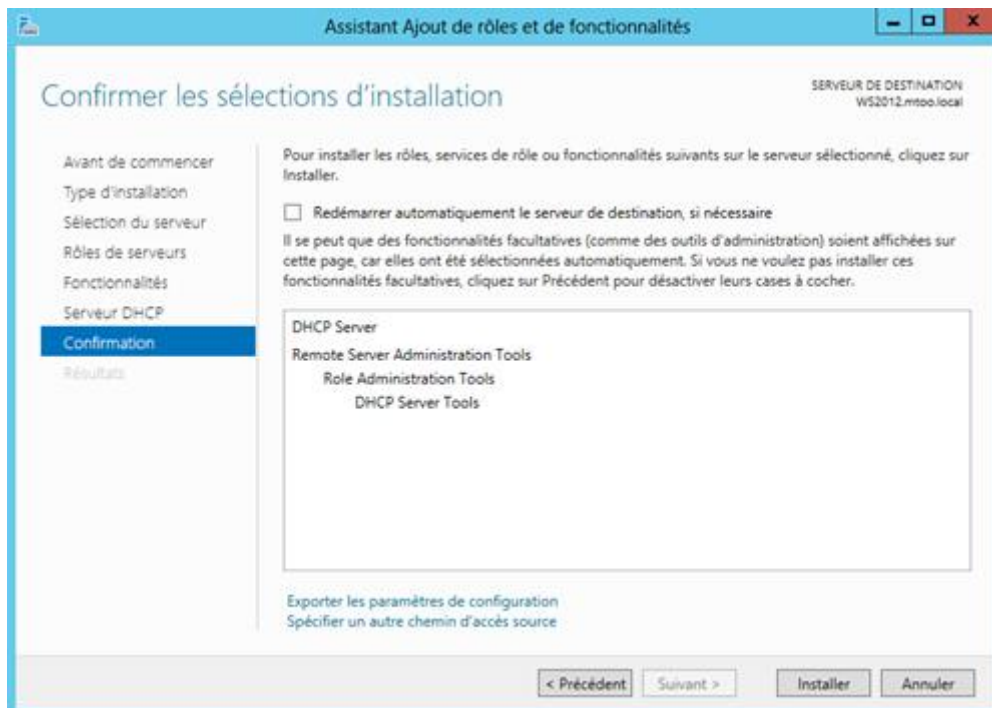 Assistant Ajout de rôles et de fonctionnalités
Confirmer les sélections d'installation
SERVEUR DE DESTINATION
WS2012.mtoo.local
Avant de commencer
Type d'installation
Sélection du serveur
Rôles de serveurs
Fonctionnalités
Serveur DHCP
Confirmation
Résultats
Pour installer les rôles, services de rôle ou fonctionnalités suivants sur le serveur sélectionné, cliquez sur
Installer.
Redémarrer automatiquement le serveur de destination, si nécessaire
Il se peut que des fonctionnalités facultatives (comme des outils d'administration) soient affichées sur
cette page, car elles ont été sélectionnées automatiquement. Si vous ne voulez pas installer ces
fonctionnalités facultatives, cliquez sur Précédent pour désactiver leurs cases à cocher.
DHCP Server
Remote Server Administration Tools
Role Administration Tools
DHCP Server Tools
Exporter les paramètres de configuration
Spécifier un autre chemin d'accès source
< Précédent
Suivant >
Installer
Annuler